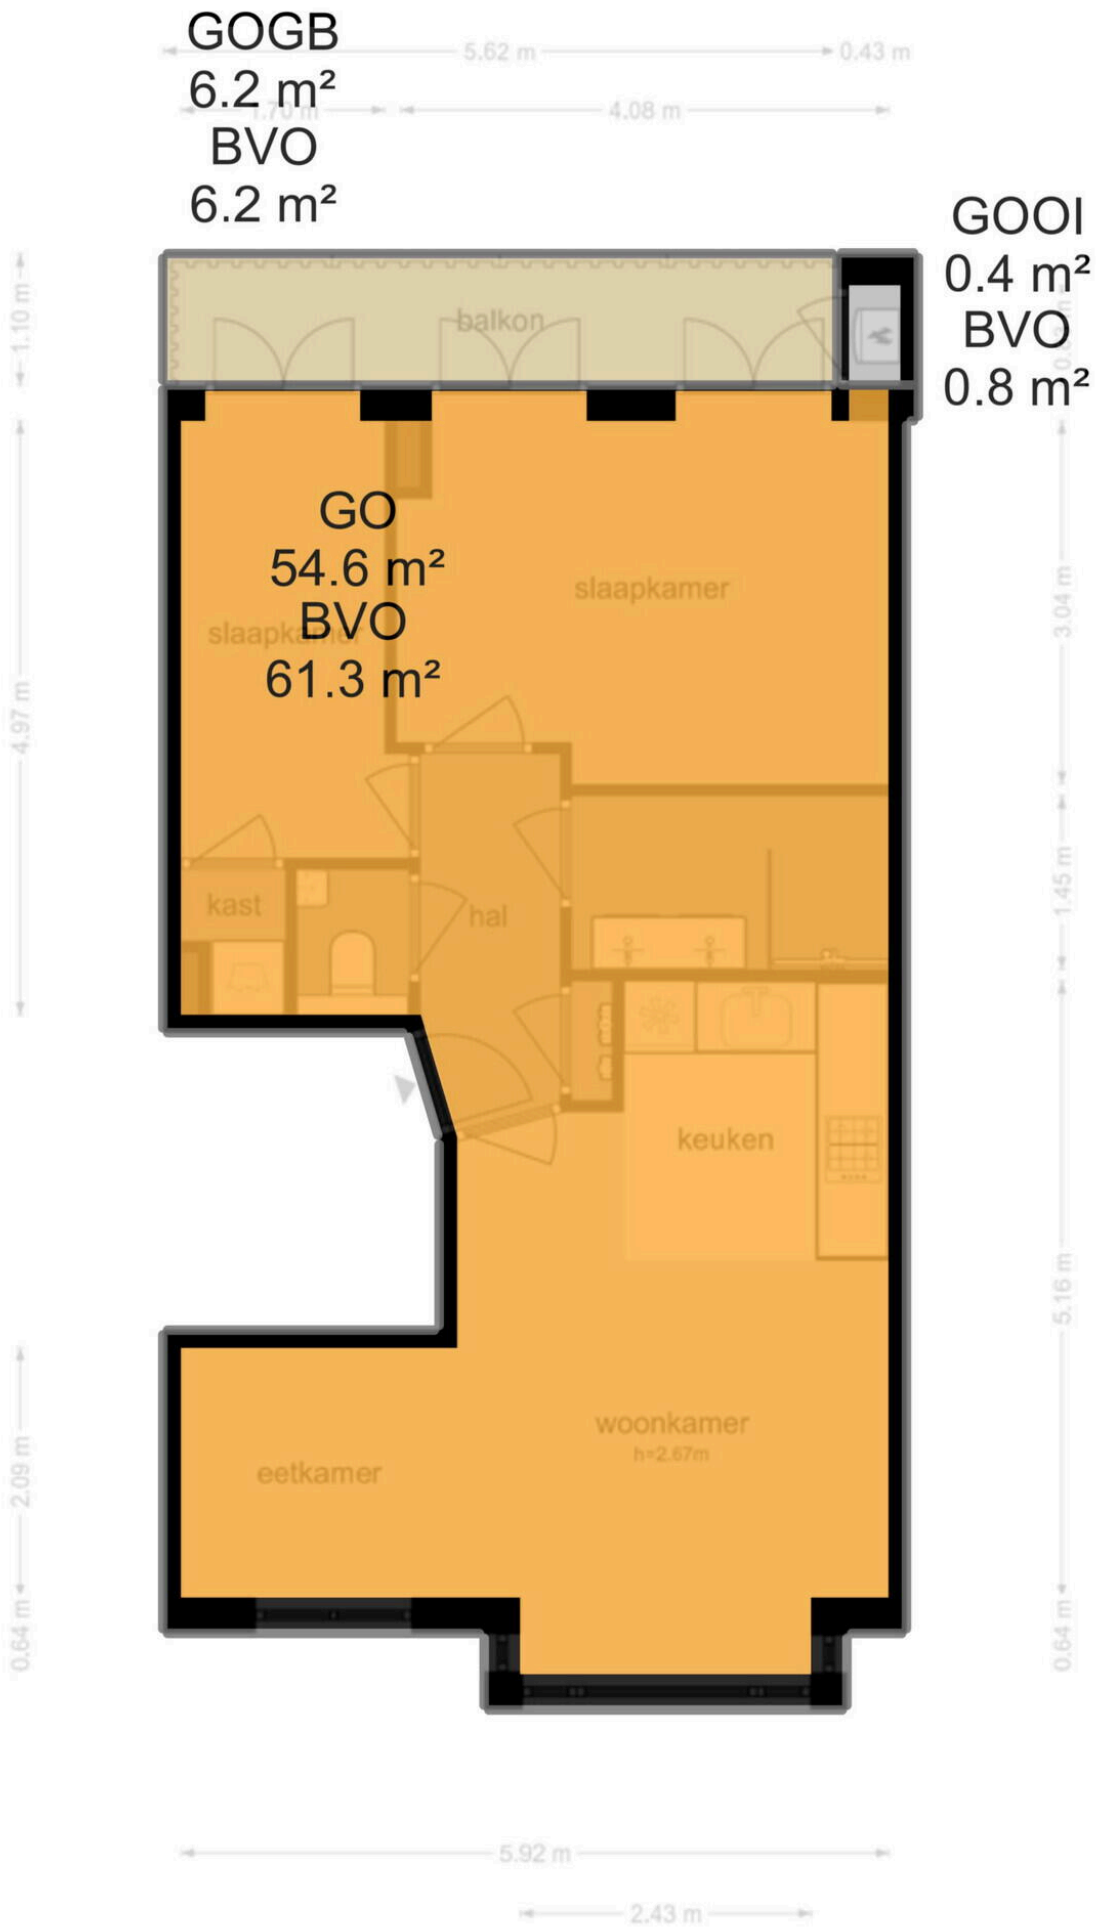 GOGB
6.2 m²
BVO
6.2 m²
5.62 m
0.43 m
1.70 m
4.08 m
GOOI
0.4 m²
BVO
0.8 m²
1.10 m
balkon
GO
54.6 m²
BVO
61.3 m²
slaapkamer
slaapkamer
3.04 m
4.97 m
kast
hal
1.45 m
keuken
5.16 m
woonkamer
h=2.67m
eetkamer
2.09 m
0.64 m
0.64 m
5.92 m
2.43 m